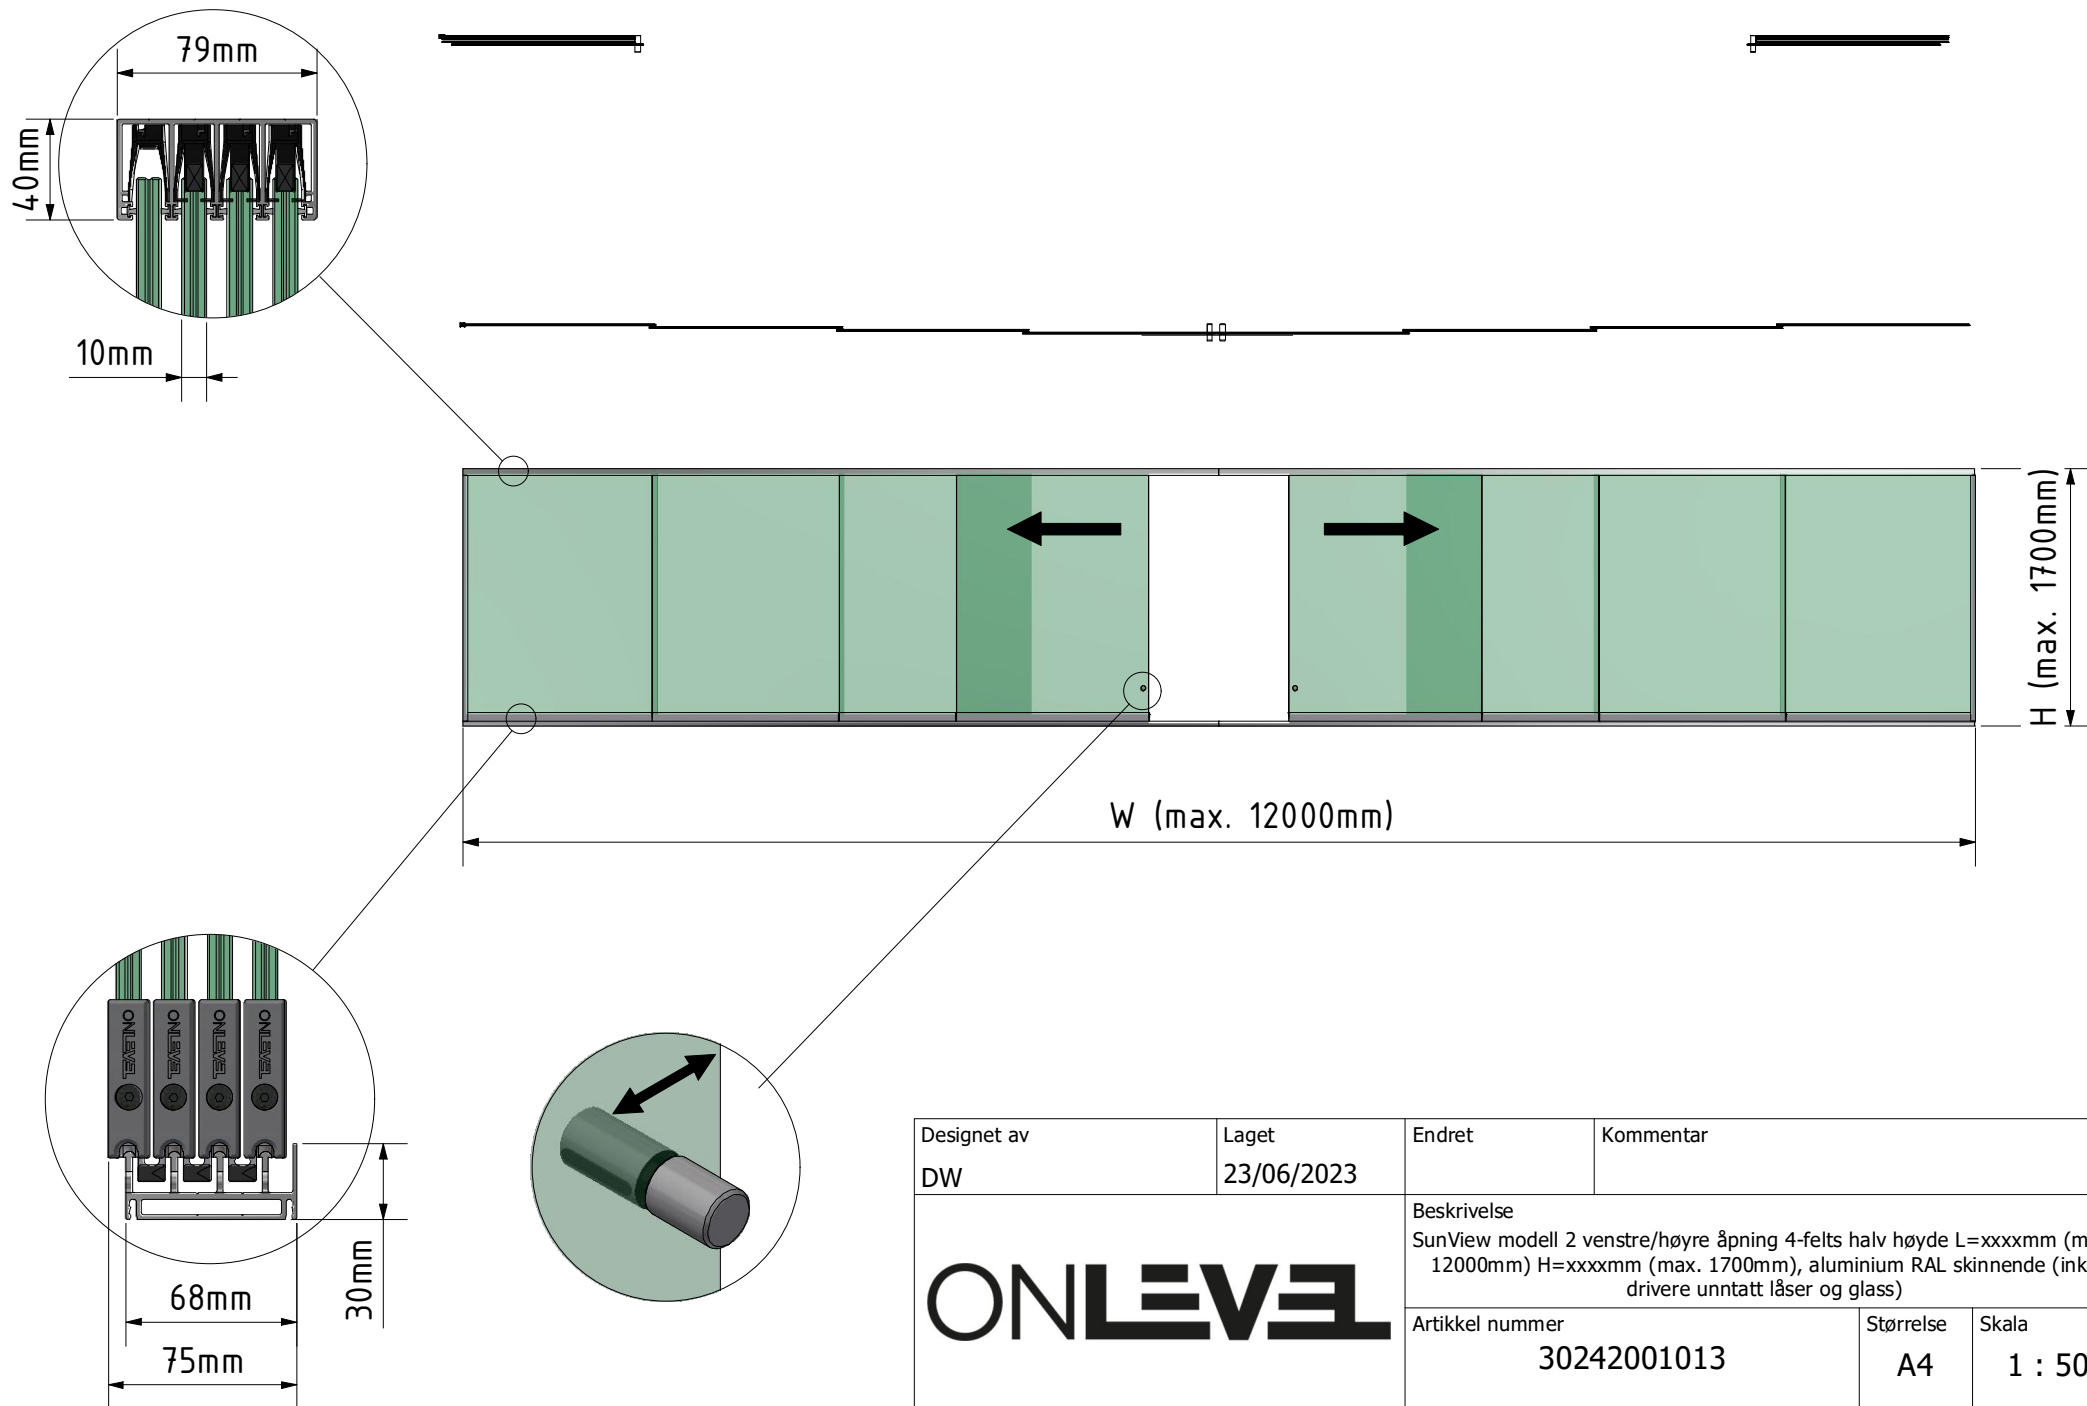 79mm
40mm
10mm
H (max. 1700mm)
W (max. 12000mm)
ONLEVEL
ONLEVEL
ONLEVEL
ONLEVEL
30mm
68mm
75mm
Designet av
DW
Laget
23/06/2023
Endret
Kommentar
ONLEVEL
Beskrivelse
SunView modell 2 venstre/høyre åpning 4-felts halv høyde L=xxxxmm (m
12000mm) H=xxxxmm (max. 1700mm), aluminium RAL skinnende (ink
drivere unntatt låser og glass)
Artikkel nummer
30242001013
Størrelse
A4
Skala
1 : 50